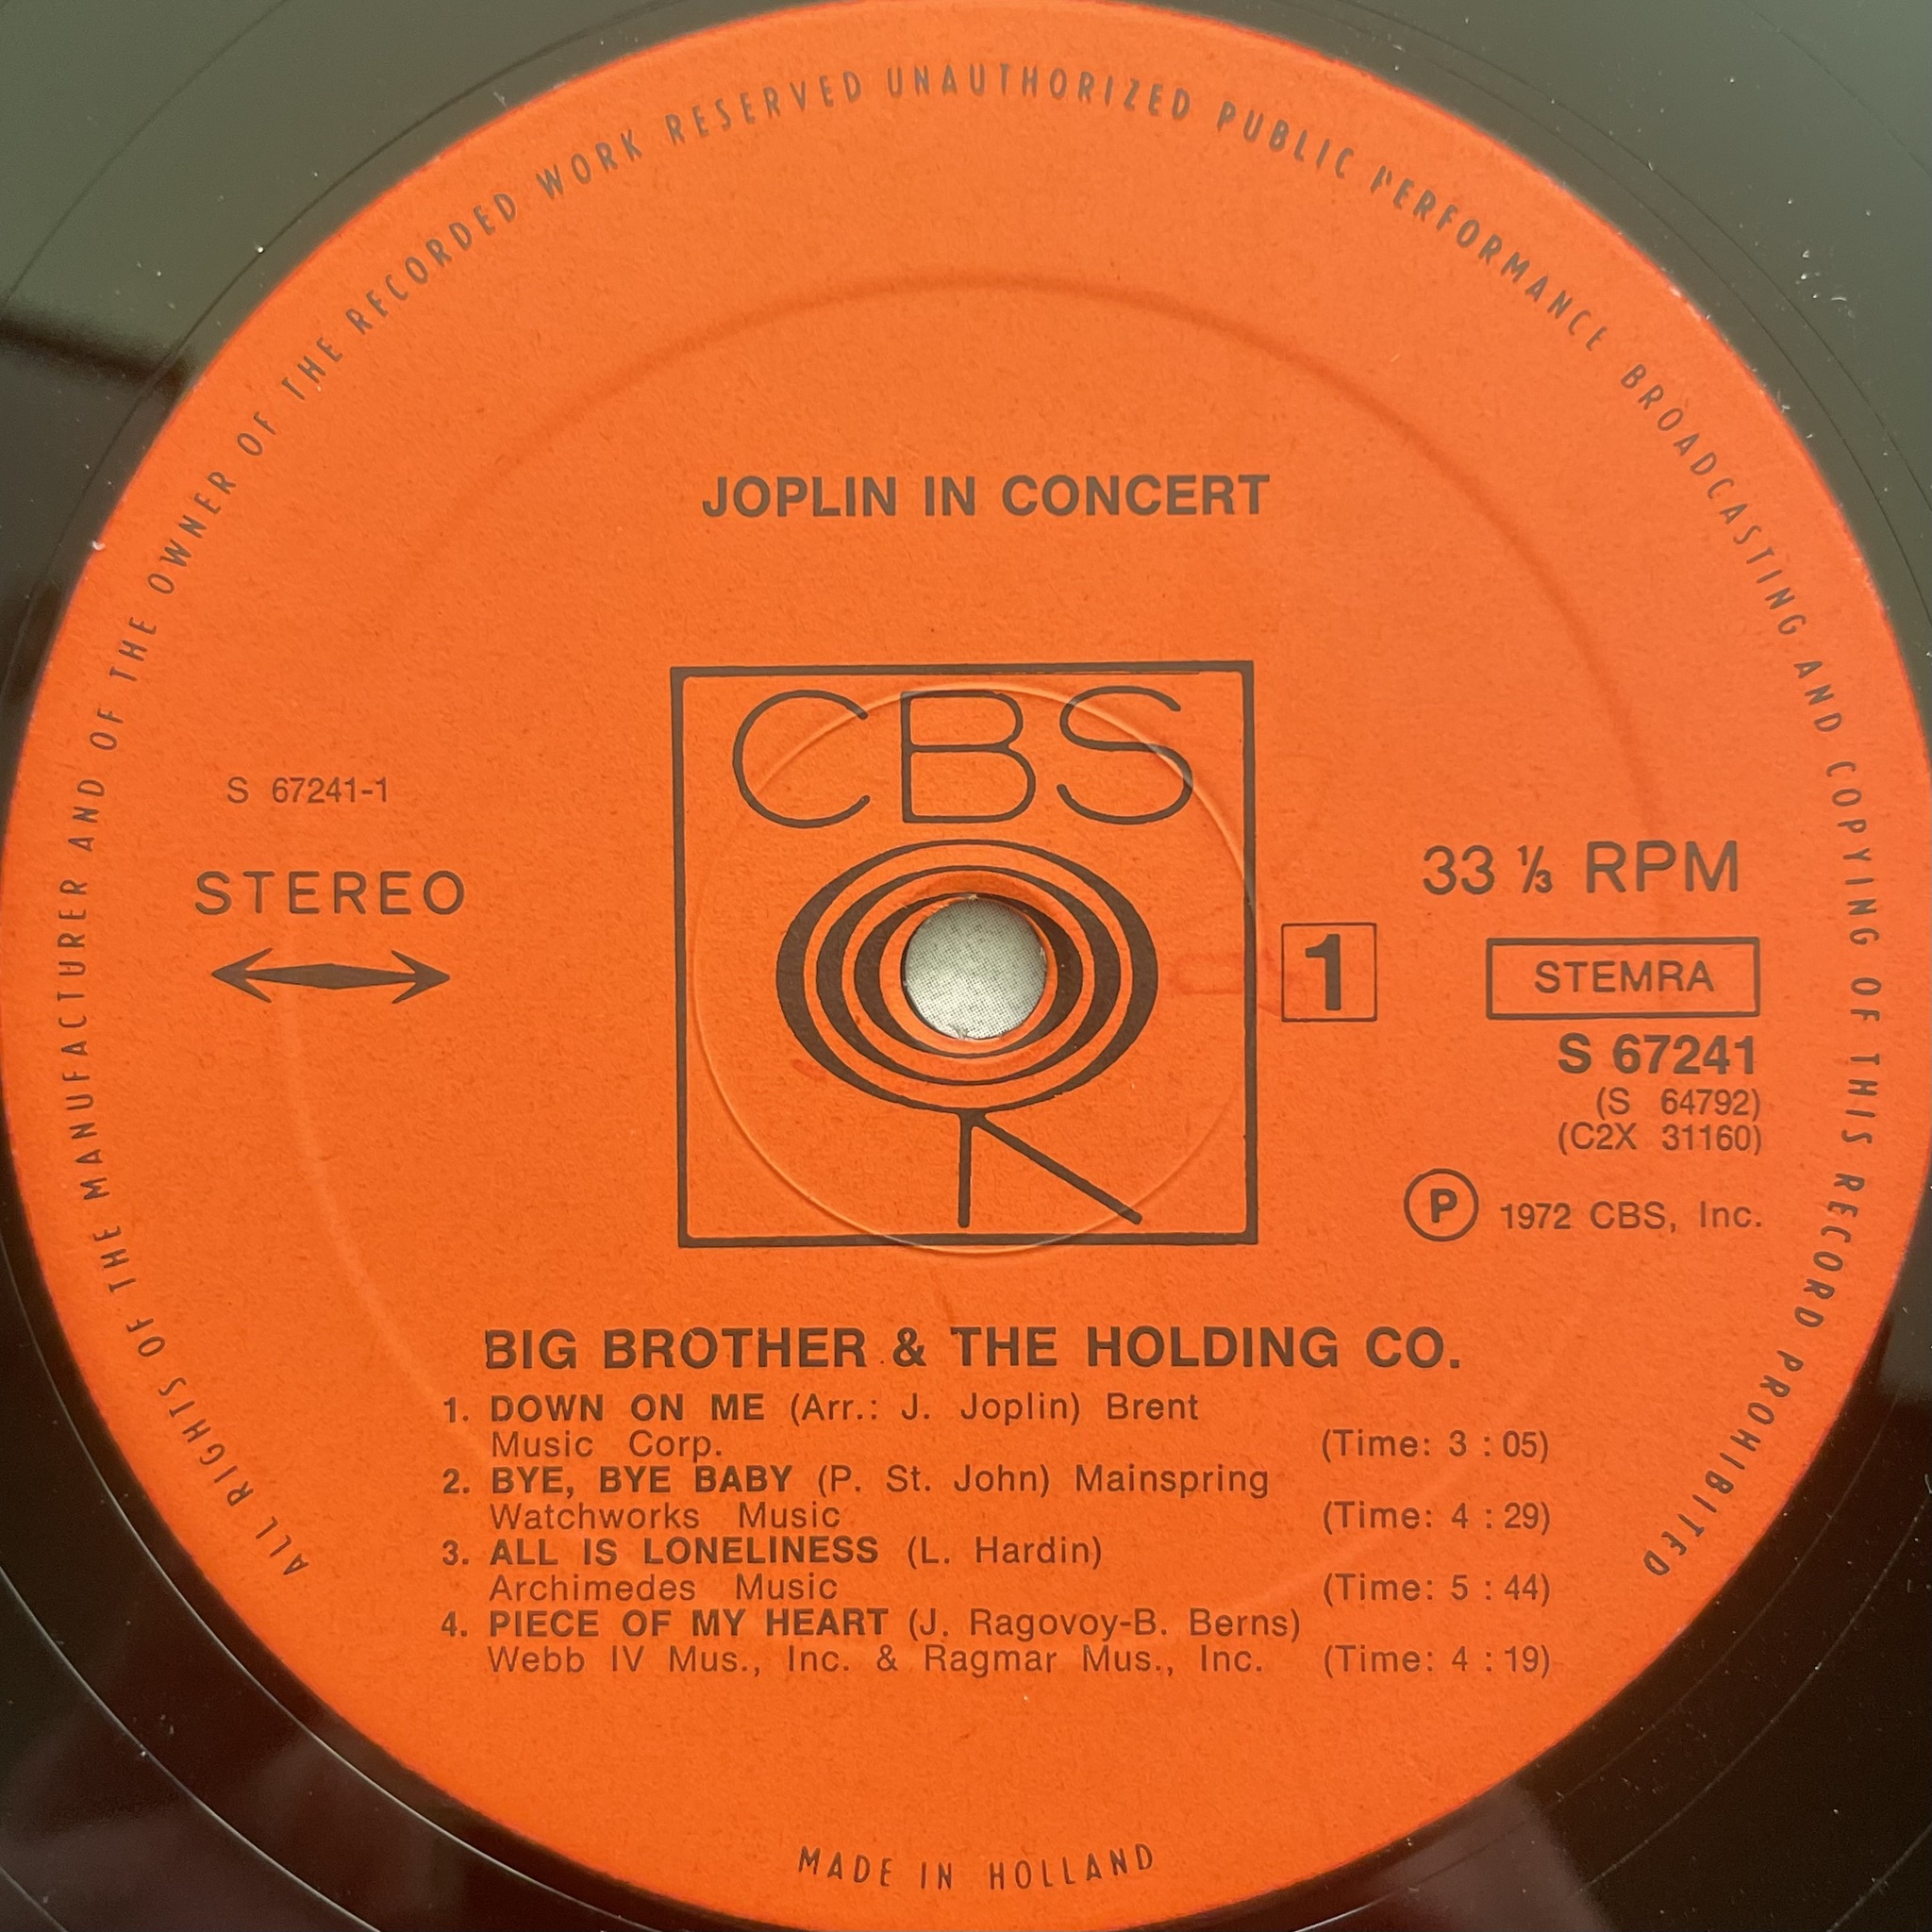 ALL RIGHTS OF THE MANUFACTURER AND OF THE OWNER OF THE RECORDED WORK RESERVED UNAUTHORIZED PUBLIC PERFORMANCE BROADCASTING AND COPYING OF THIS RECORD PROHIBITED
JOPLIN IN CONCERT
CBS
S 67241-1
STEREO
33 ⅓ RPM
1
STEMRA
S 67241
(S 64792)
(C2X 31160)
Ⓟ 1972 CBS, Inc.
BIG BROTHER & THE HOLDING CO.
1. DOWN ON ME (Arr.: J. Joplin) Brent
Music Corp. (Time: 3 : 05)
2. BYE, BYE BABY (P. St. John) Mainspring
Watchworks Music (Time: 4 : 29)
3. ALL IS LONELINESS (L. Hardin)
Archimedes Music (Time: 5 : 44)
4. PIECE OF MY HEART (J. Ragovoy-B. Berns)
Webb IV Mus., Inc. & Ragmar Mus., Inc. (Time: 4 : 19)
MADE IN HOLLAND